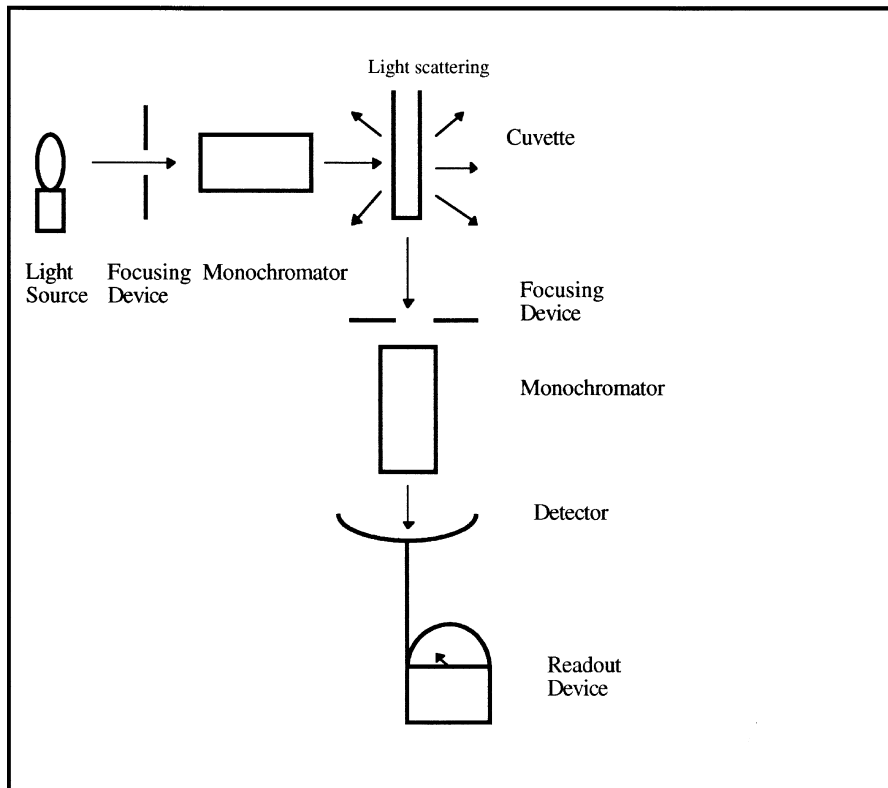 Light scattering
Cuvette
Light
Source
Focusing
Device
Monochromator
Focusing
Device
Monochromator
Detector
Readout
Device